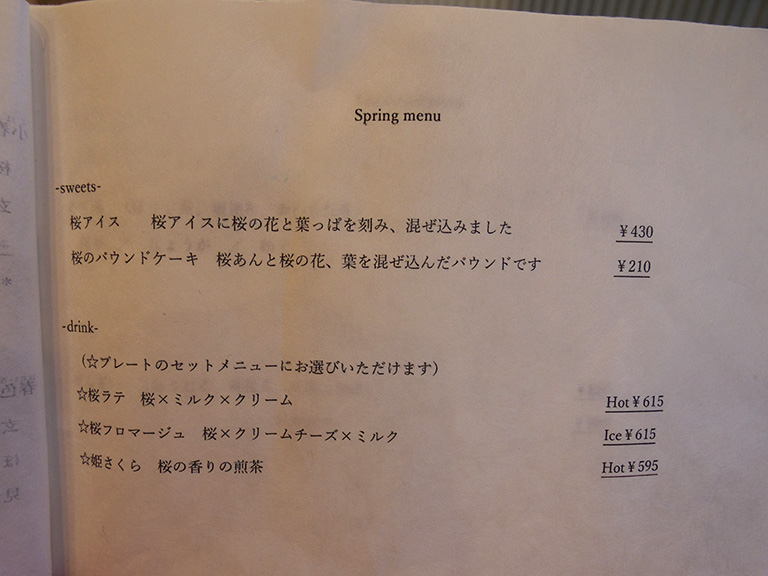 Spring menu
-sweets-
桜アイス　桜アイスに桜の花と葉っぱを刻み、混ぜ込みました　¥430
桜のパウンドケーキ　桜あんと桜の花、葉を混ぜ込んだパウンドです　¥210
-drink-
（☆プレートのセットメニューにお選びいただけます）
☆桜ラテ　桜×ミルク×クリーム　Hot¥615
☆桜フロマージュ　桜×クリームチーズ×ミルク　Ice¥615
☆姫さくら　桜の香りの煎茶　Hot¥595